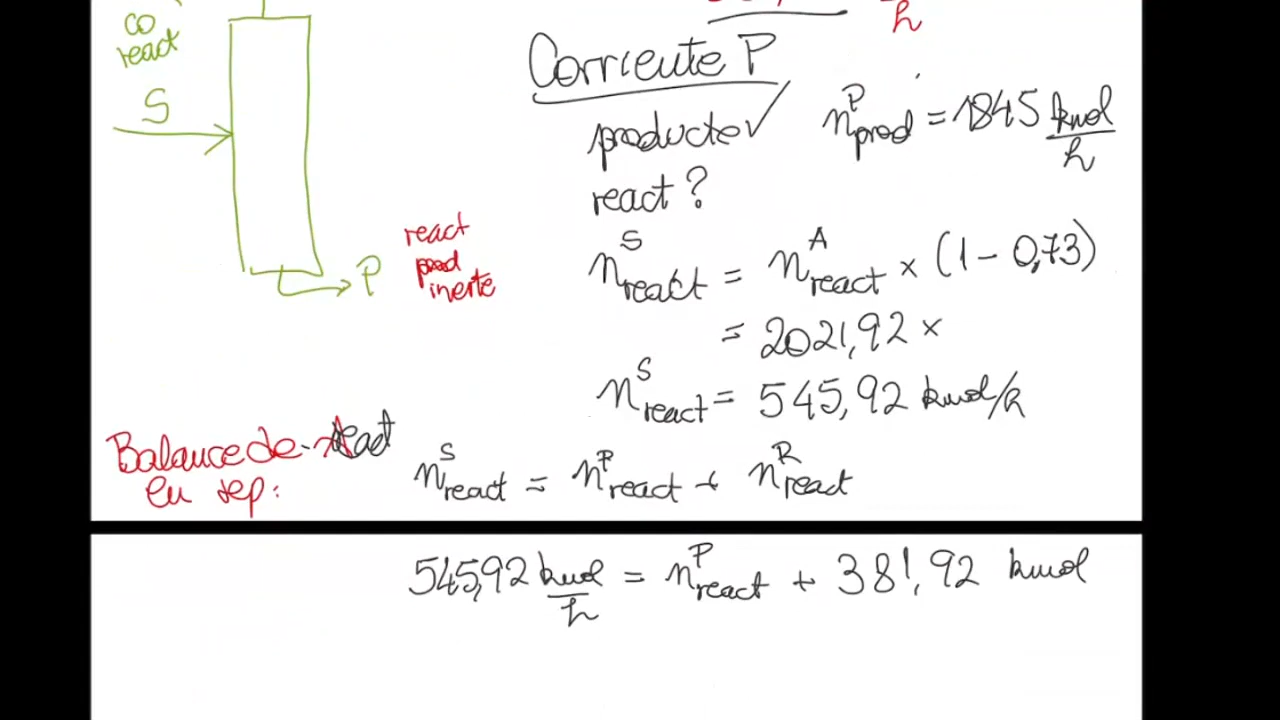 co
react
S
P
react
prod
inerte
h
Corriente P
producto ✓ n^P_prod = 1845 kmol/h
react ?
n^S_react = n^A_react × (1 - 0,73)
= 2021,92 ×
n^S_react = 545,92 kmol/h
Balance de react
en sep: n^S_react = n^P_react + n^R_react
545,92 kmol/h = n^P_react + 381,92 kmol